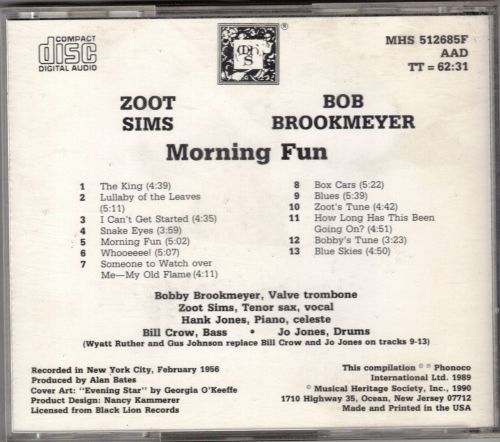 COMPACT
disc
DIGITAL AUDIO
MHS
®
MHS 512685F
AAD
TT = 62:31
ZOOT
SIMS
BOB
BROOKMEYER
Morning Fun
1 The King (4:39)
2 Lullaby of the Leaves
(5:11)
3 I Can't Get Started (4:35)
4 Snake Eyes (3:59)
5 Morning Fun (5:02)
6 Whooeeee! (5:07)
7 Someone to Watch over
Me—My Old Flame (4:11)
8 Box Cars (5:22)
9 Blues (5:39)
10 Zoot's Tune (4:42)
11 How Long Has This Been
Going On? (4:51)
12 Bobby's Tune (3:23)
13 Blue Skies (4:50)
Bobby Brookmeyer, Valve trombone
Zoot Sims, Tenor sax, vocal
Hank Jones, Piano, celeste
Bill Crow, Bass • Jo Jones, Drums
(Wyatt Ruther and Gus Johnson replace Bill Crow and Jo Jones on tracks 9-13)
Recorded in New York City, February 1956
Produced by Alan Bates
Cover Art: "Evening Star" by Georgia O'Keeffe
Product Design: Nancy Kammerer
Licensed from Black Lion Records
This compilation ℗ © Phonoco
International Ltd. 1989
© Musical Heritage Society, Inc., 1990
1710 Highway 35, Ocean, New Jersey 07712
Made and Printed in the USA